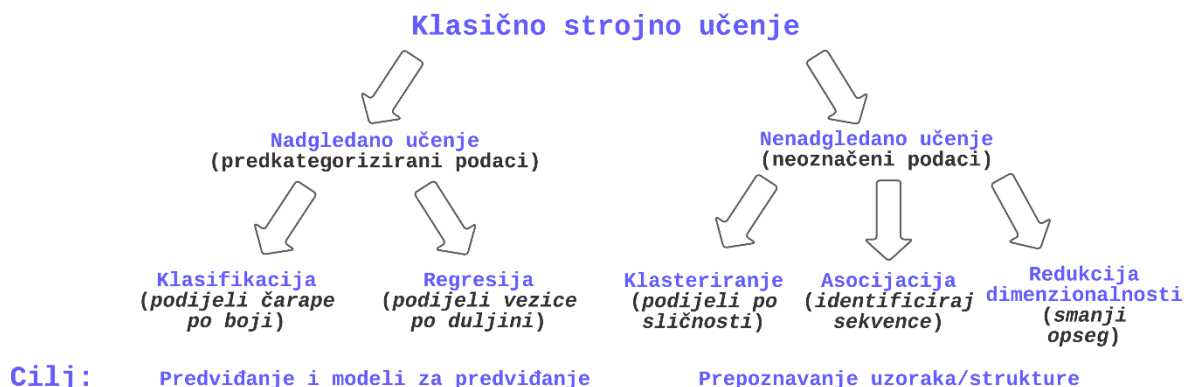 Klasično strojno učenje
Nadgledano učenje
(predkategorizirani podaci)
Nenadgledano učenje
(neoznačeni podaci)
Klasifikacija
(podijeli čarape
po boji)
Regresija
(podijeli vezice
po duljini)
Klasteriranje
(podijeli po
sličnosti)
Asocijacija
(identificiraj
sekvence)
Redukcija
dimenzionalnosti
(smanji
opseg)
Cilj:
Predviđanje i modeli za predviđanje
Prepoznavanje uzoraka/strukture